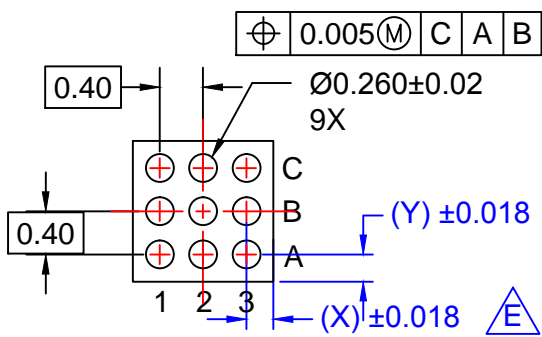 ⌖ 0.005Ⓜ C A B
0.40
Ø0.260±0.02
9X
C
B
A
0.40
(Y) ±0.018
1 2 3
(X) ±0.018
E